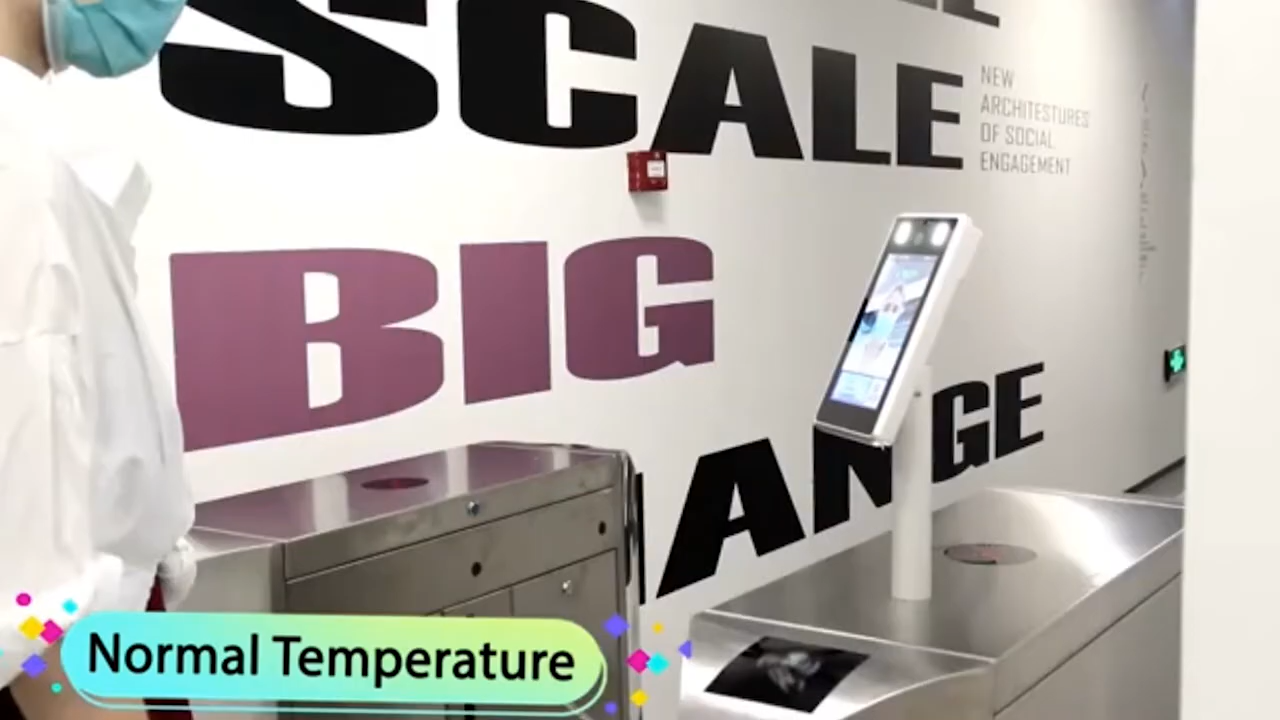 SCALE
NEW
ARCHITESTURES
OF SOCIAL
ENGAGEMENT
BIG
ANGE
Normal Temperature